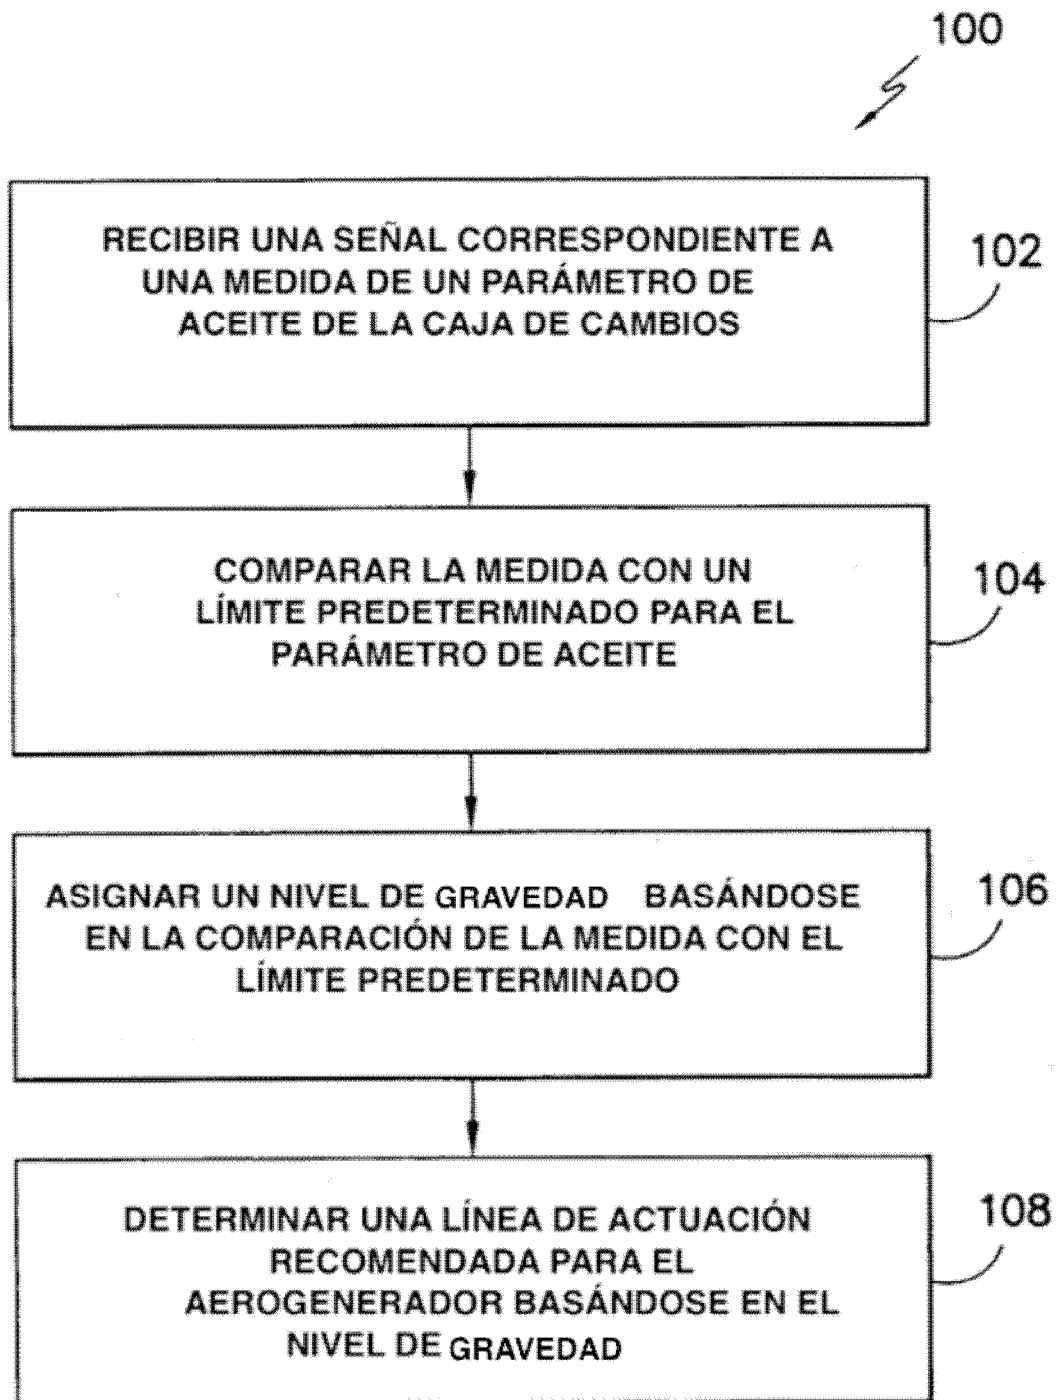 100
RECIBIR UNA SEÑAL CORRESPONDIENTE A
UNA MEDIDA DE UN PARÁMETRO DE
ACEITE DE LA CAJA DE CAMBIOS
102
COMPARAR LA MEDIDA CON UN
LÍMITE PREDETERMINADO PARA EL
PARÁMETRO DE ACEITE
104
ASIGNAR UN NIVEL DE GRAVEDAD BASÁNDOSE
EN LA COMPARACIÓN DE LA MEDIDA CON EL
LÍMITE PREDETERMINADO
106
DETERMINAR UNA LÍNEA DE ACTUACIÓN
RECOMENDADA PARA EL
AEROGENERADOR BASÁNDOSE EN EL
NIVEL DE GRAVEDAD
108